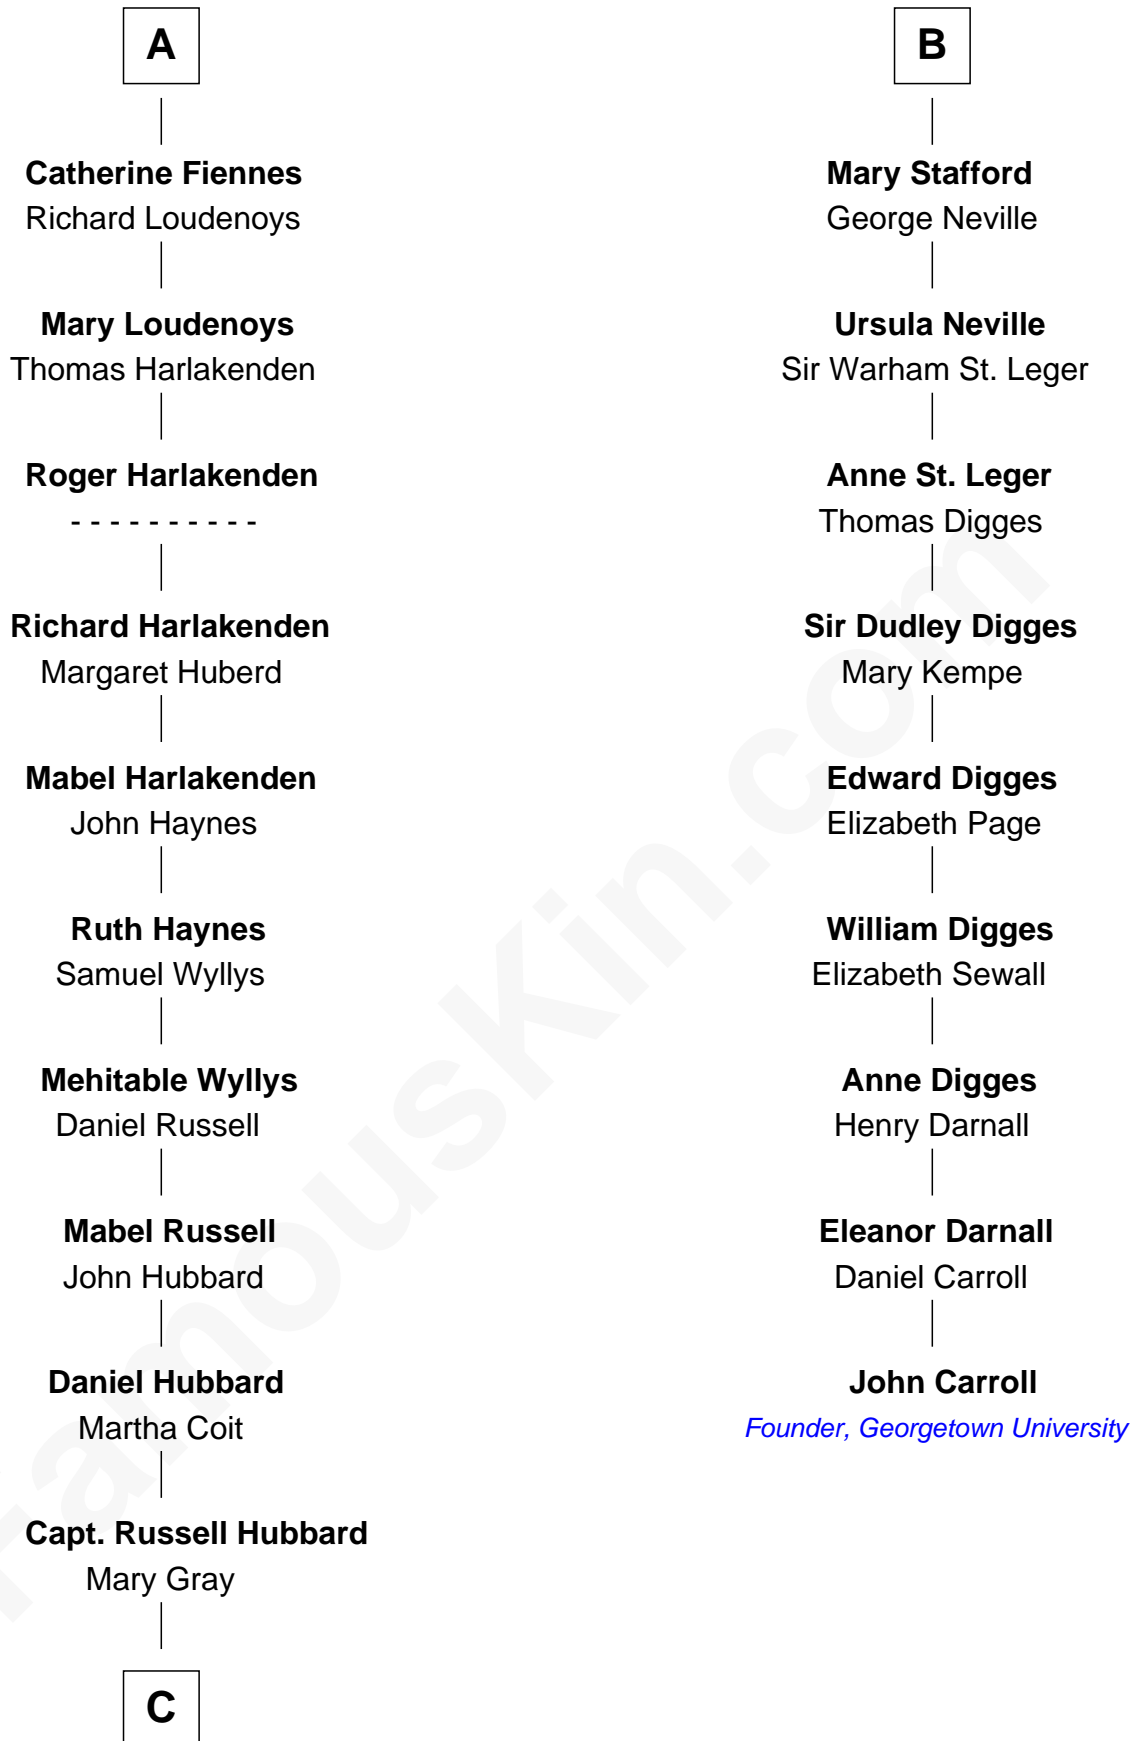 A
Catherine Fiennes
Richard Loudenoys
Mary Loudenoys
Thomas Harlakenden
Roger Harlakenden
- - - - - - - - - -
Richard Harlakenden
Margaret Huberd
Mabel Harlakenden
John Haynes
Ruth Haynes
Samuel Wyllys
Mehitable Wyllys
Daniel Russell
Mabel Russell
John Hubbard
Daniel Hubbard
Martha Coit
Capt. Russell Hubbard
Mary Gray
C
B
Mary Stafford
George Neville
Ursula Neville
Sir Warham St. Leger
Anne St. Leger
Thomas Digges
Sir Dudley Digges
Mary Kempe
Edward Digges
Elizabeth Page
William Digges
Elizabeth Sewall
Anne Digges
Henry Darnall
Eleanor Darnall
Daniel Carroll
John Carroll
Founder, Georgetown University
FamousKin.com